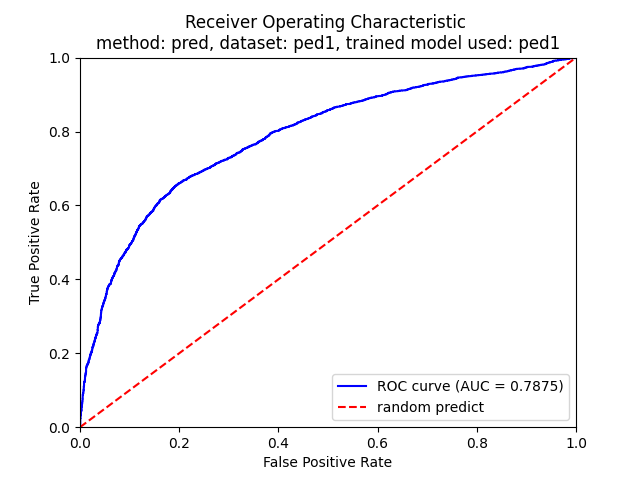 Receiver Operating Characteristic
method: pred, dataset: ped1, trained model used: ped1
True Positive Rate
1.0
0.8
0.6
0.4
0.2
0.0
ROC curve (AUC = 0.7875)
random predict
0.0 0.2 0.4 0.6 0.8 1.0
False Positive Rate